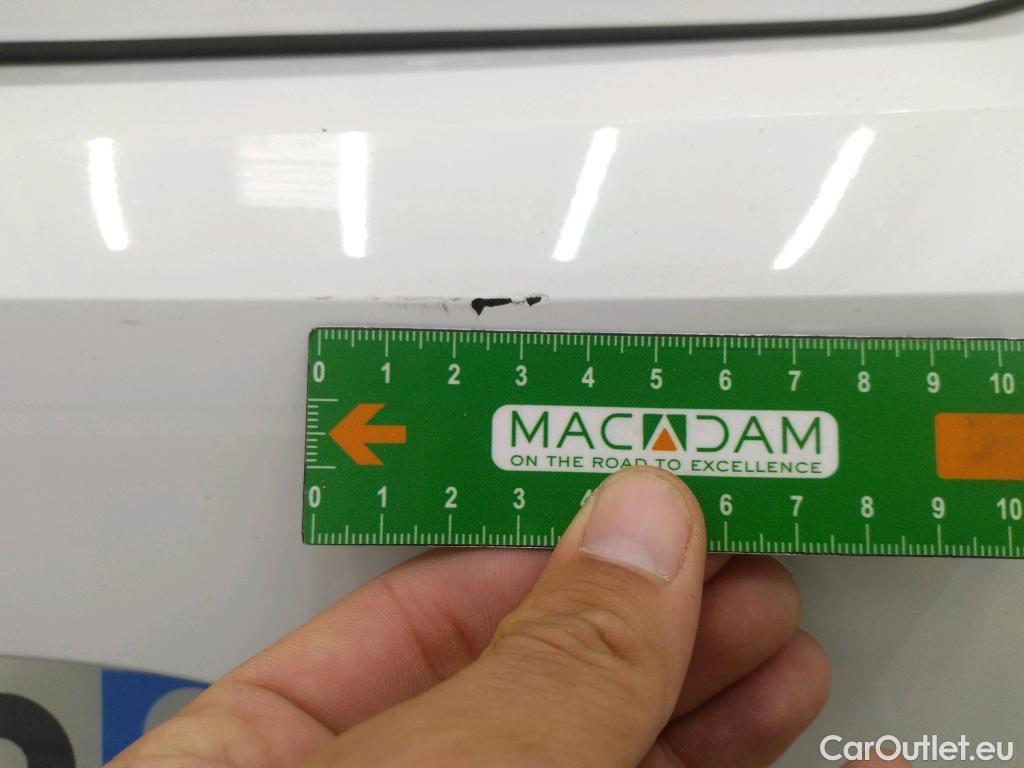 0 1 2 3 4 5 6 7 8 9 10
MACADAM
ON THE ROAD TO EXCELLENCE
0 1 2 3 4 6 7 8 9 10
CarOutlet.eu